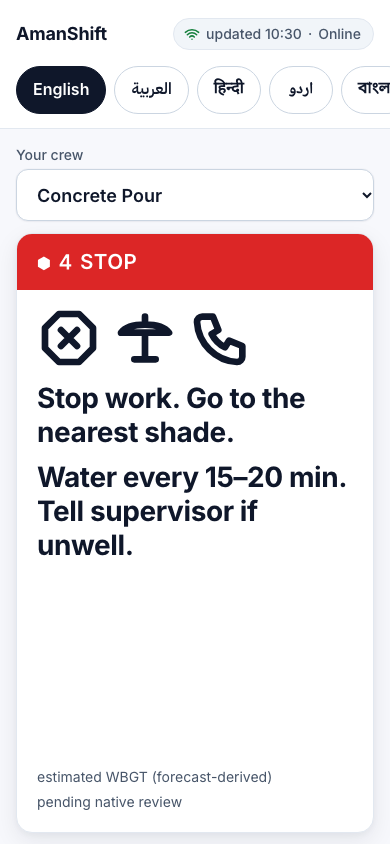 AmanShift
updated 10:30 · Online
English
العربية
हिन्दी
اردو
বাংল
Your crew
Concrete Pour
4 STOP
Stop work. Go to the
nearest shade.
Water every 15–20 min.
Tell supervisor if
unwell.
estimated WBGT (forecast-derived)
pending native review